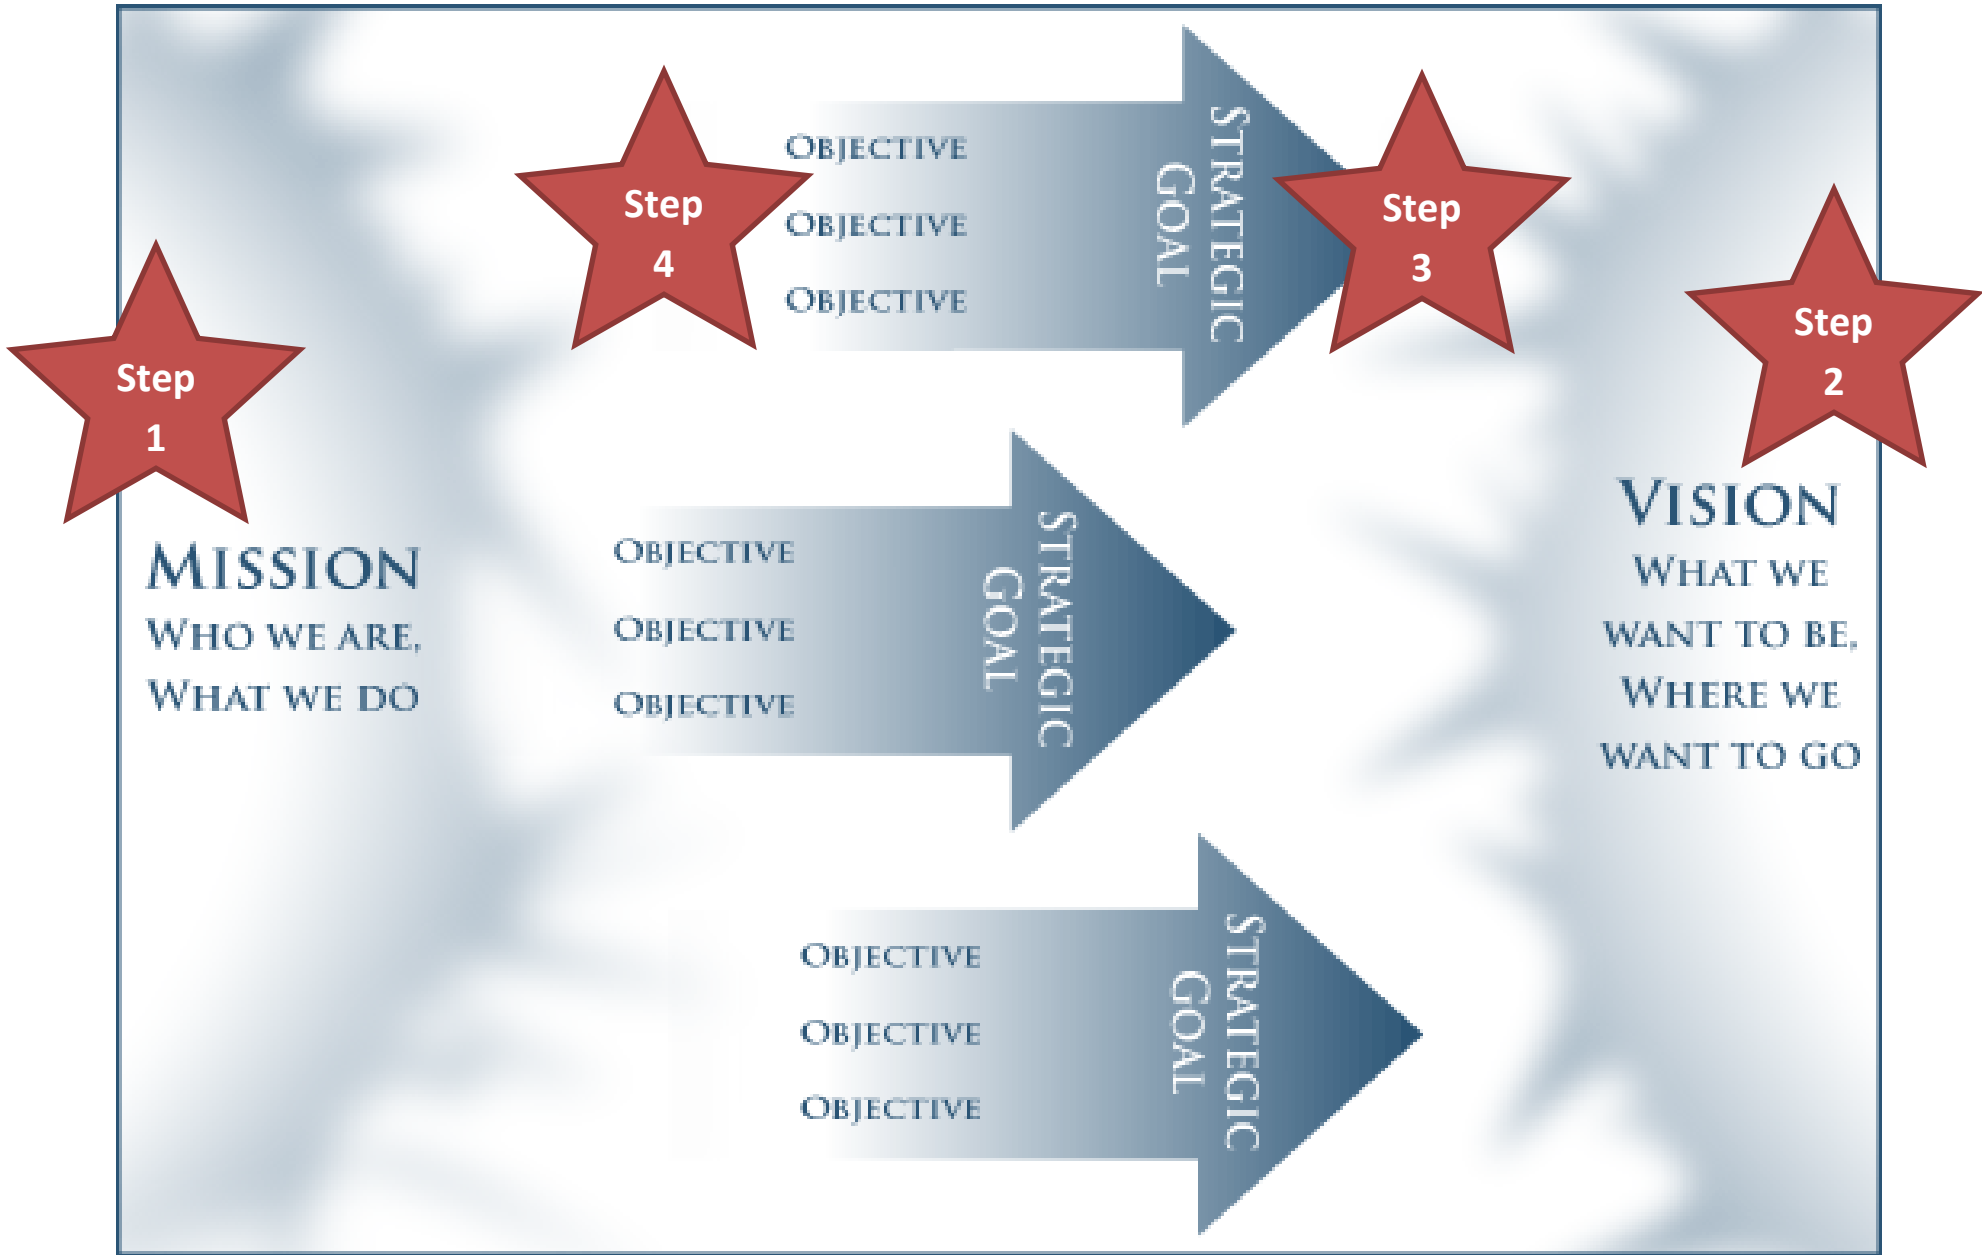 Step
1
MISSION
WHO WE ARE,
WHAT WE DO
Step
4
OBJECTIVE
OBJECTIVE
OBJECTIVE
STRATEGIC
GOAL
Step
3
OBJECTIVE
OBJECTIVE
OBJECTIVE
STRATEGIC
GOAL
OBJECTIVE
OBJECTIVE
OBJECTIVE
STRATEGIC
GOAL
Step
2
VISION
WHAT WE
WANT TO BE,
WHERE WE
WANT TO GO